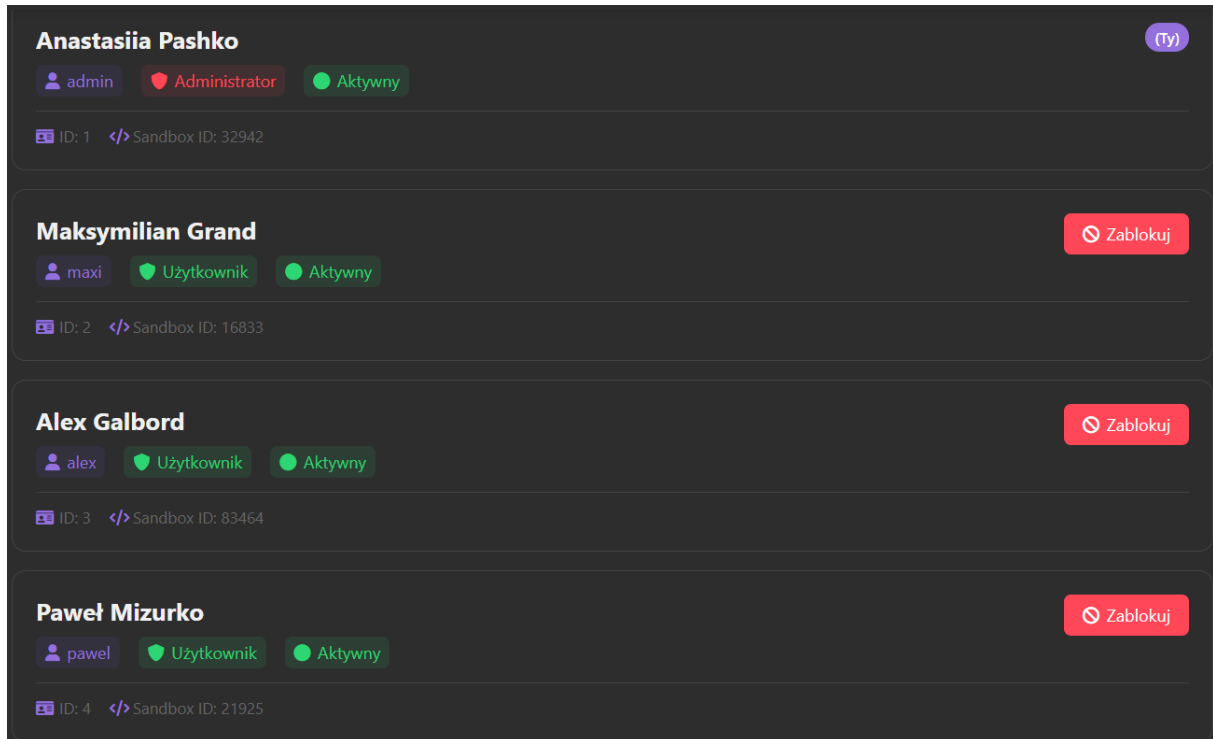 Anastasiia Pashko (Ty)
admin Administrator Aktywny
ID: 1 </> Sandbox ID: 32942
Maksymilian Grand Zablokuj
maxi Użytkownik Aktywny
ID: 2 </> Sandbox ID: 16833
Alex Galbord Zablokuj
alex Użytkownik Aktywny
ID: 3 </> Sandbox ID: 83464
Paweł Mizurko Zablokuj
pawel Użytkownik Aktywny
ID: 4 </> Sandbox ID: 21925